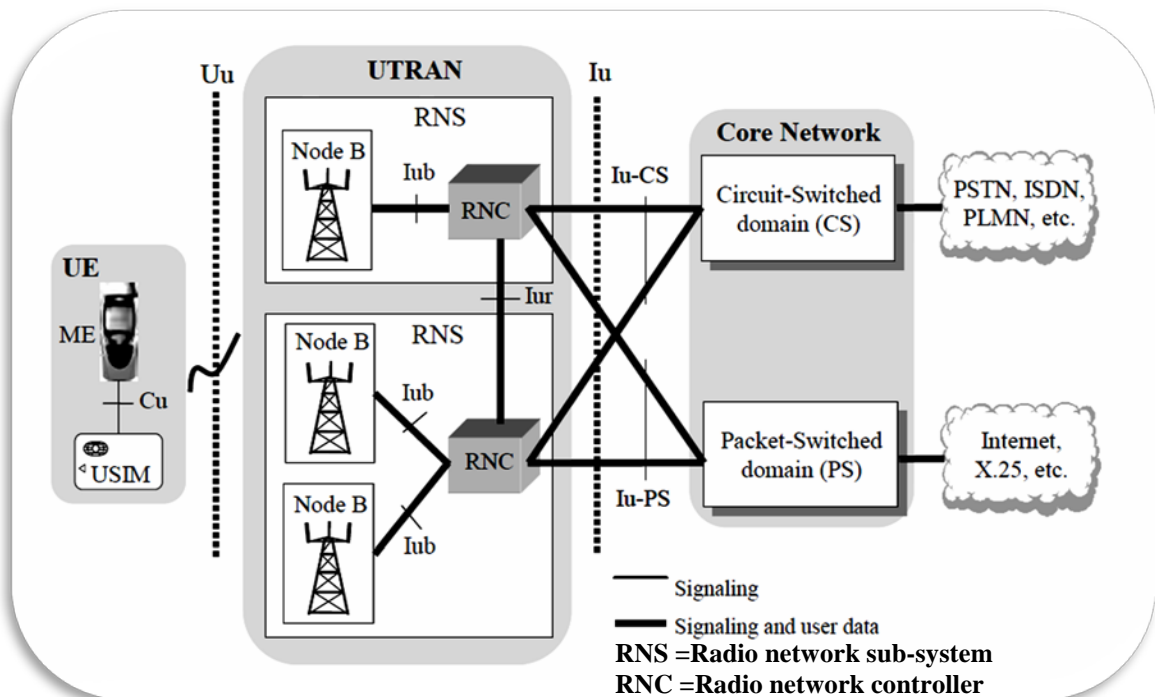 UTRAN
Uu
Iu
RNS
Node B
Iub
RNC
Iur
RNS
Node B
Iub
RNC
Node B
Iub
UE
ME
Cu
USIM
Core Network
Iu-CS
Circuit-Switched
domain (CS)
PSTN, ISDN,
PLMN, etc.
Packet-Switched
domain (PS)
Internet,
X.25, etc.
Iu-PS
Signaling
Signaling and user data
RNS =Radio network sub-system
RNC =Radio network controller